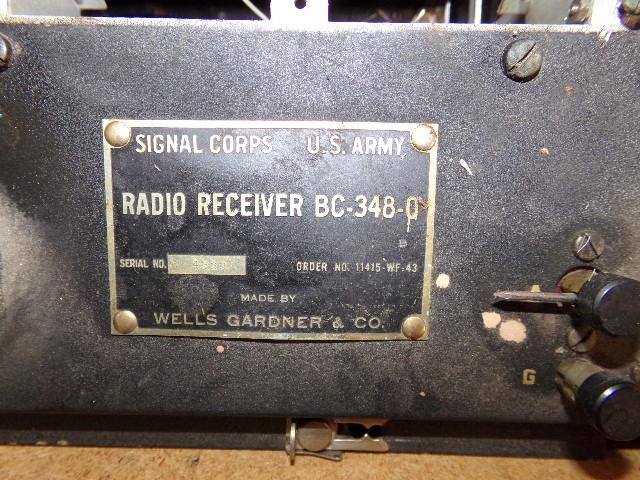 SIGNAL CORPS U.S. ARMY
RADIO RECEIVER BC-348-Q
B
SERIAL NO. ORDER NO. 11415-WF-43
MADE BY
WELLS GARDNER & CO.
A
G